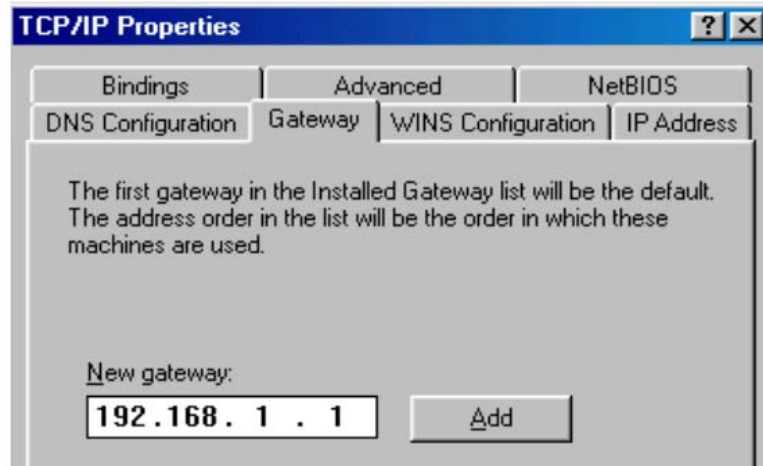 TCP/IP Properties
? ×
Bindings Advanced NetBIOS
DNS Configuration Gateway WINS Configuration IP Address
The first gateway in the Installed Gateway list will be the default.
The address order in the list will be the order in which these
machines are used.
New gateway:
192.168. 1 . 1 Add